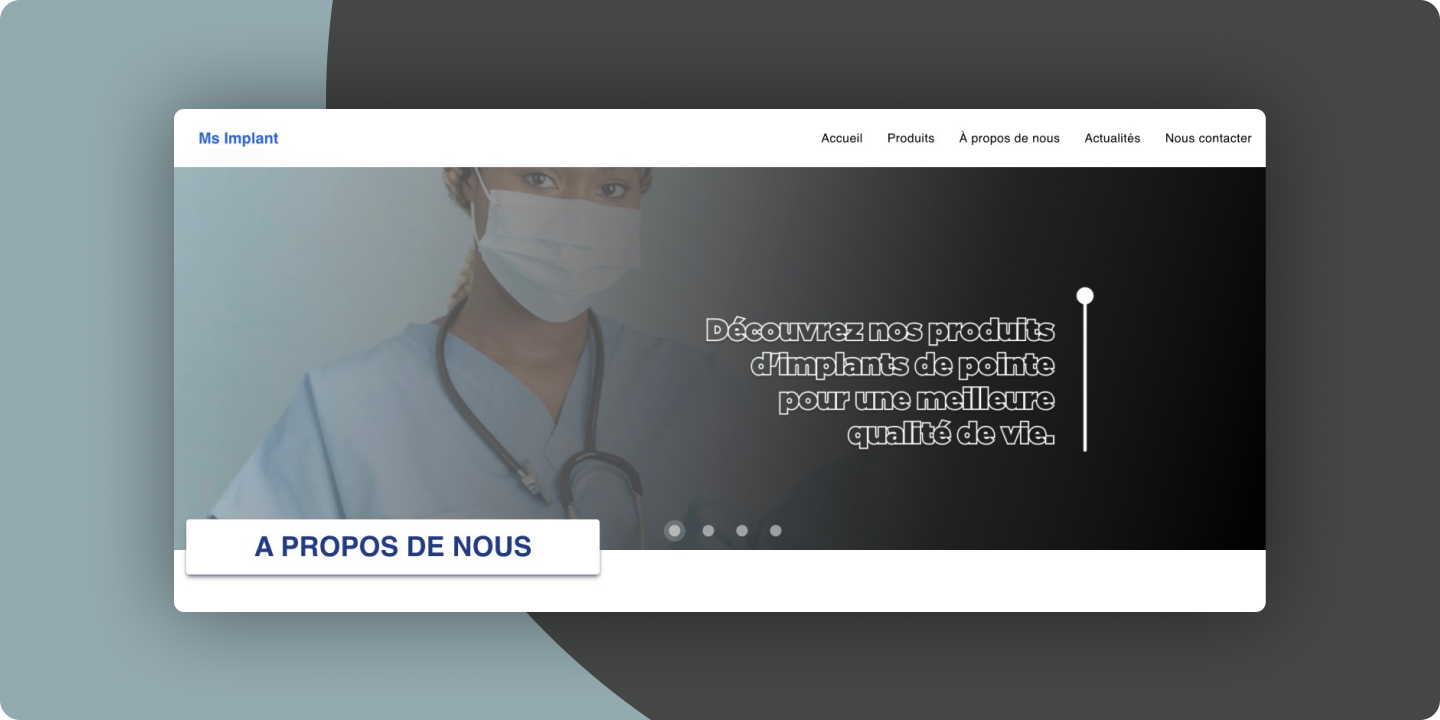 Ms Implant
Accueil Produits À propos de nous Actualités Nous contacter
Découvrez nos produits
d'implants de pointe
pour une meilleure
qualité de vie.
A PROPOS DE NOUS